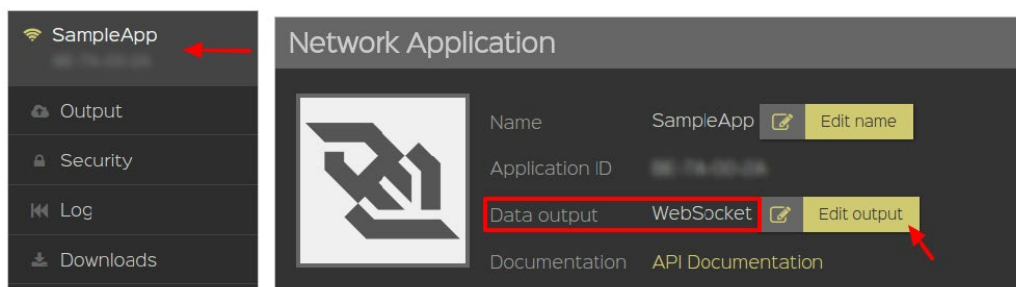 SampleApp
Output
Security
Log
Downloads
Network Application
Name SampleApp Edit name
Application ID
Data output WebSocket Edit output
Documentation API Documentation